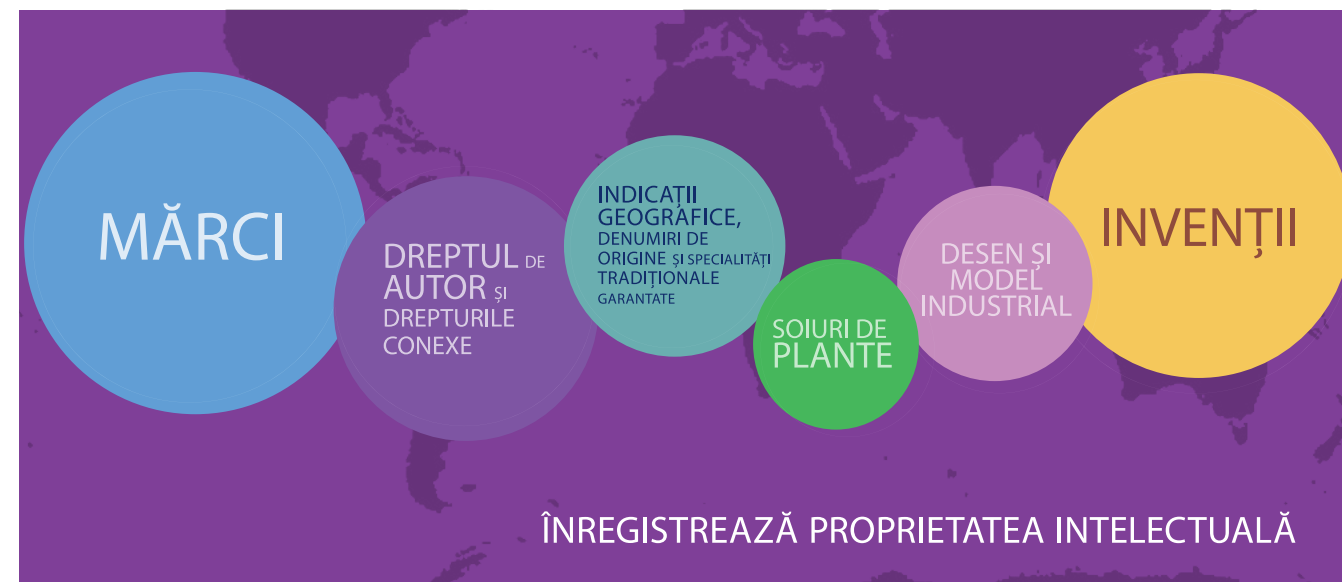 MĂRCI
DREPTUL DE
AUTOR ȘI
DREPTURILE
CONEXE
INDICAȚII
GEOGRAFICE,
DENUMIRI DE
ORIGINE ȘI SPECIALITĂȚI
TRADIȚIONALE
GARANTATE
SOIURI DE
PLANTE
DESEN ȘI
MODEL
INDUSTRIAL
INVENȚII
ÎNREGISTREAZĂ PROPRIETATEA INTELECTUALĂ